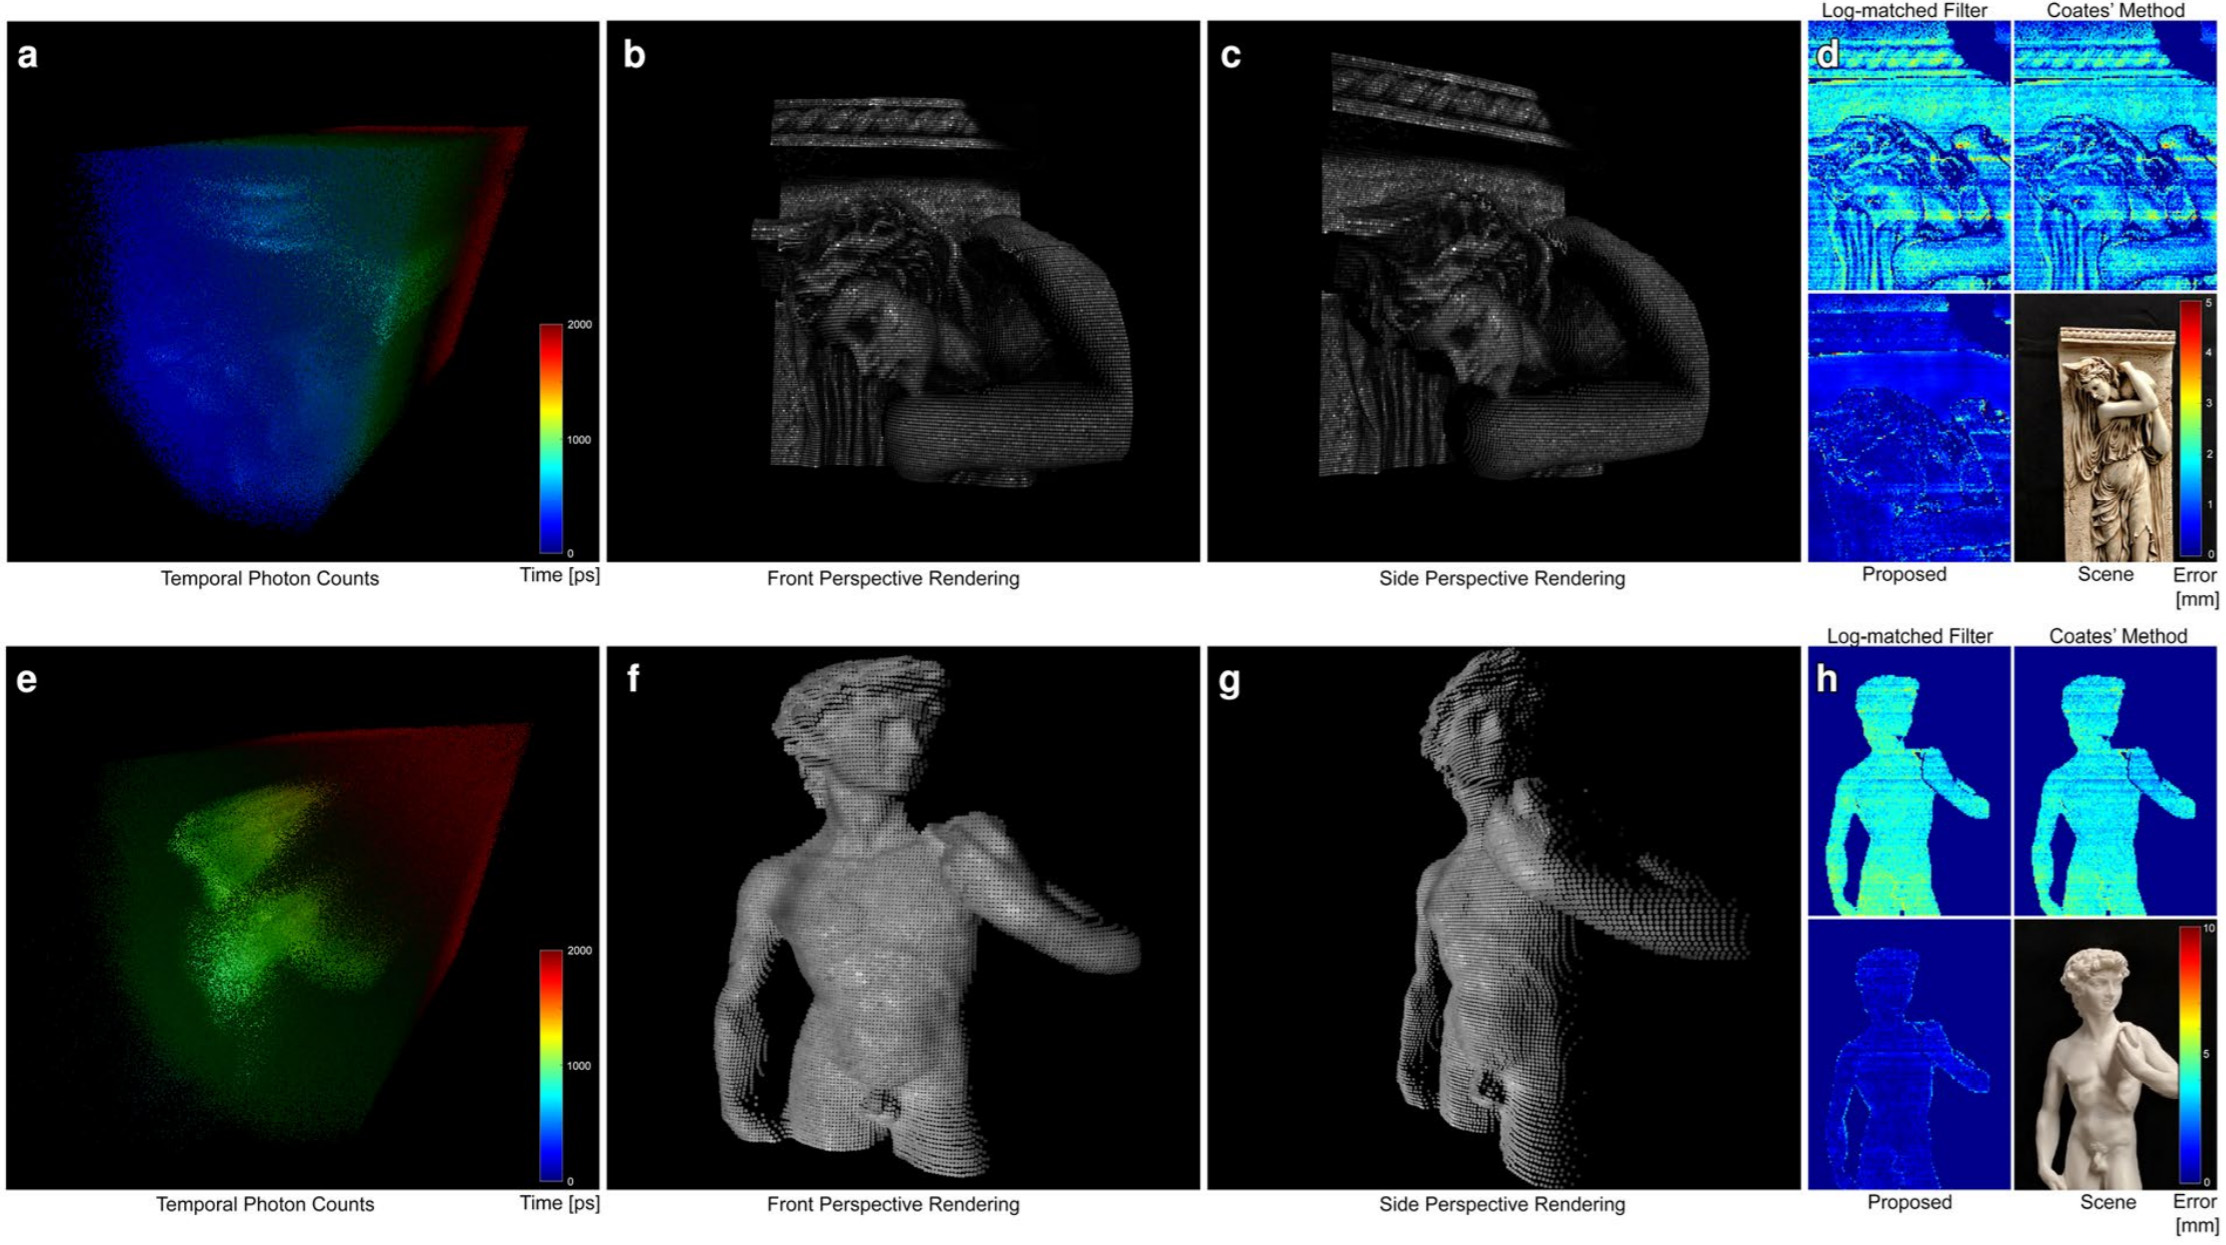 Log-matched Filter Coates' Method
a b c d
2000
1000
0
5
4
3
2
1
0
Temporal Photon Counts Time [ps] Front Perspective Rendering Side Perspective Rendering Proposed Scene Error
[mm]
Log-matched Filter Coates' Method
e f g h
2000
1000
0
10
5
0
Temporal Photon Counts Time [ps] Front Perspective Rendering Side Perspective Rendering Proposed Scene Error
[mm]